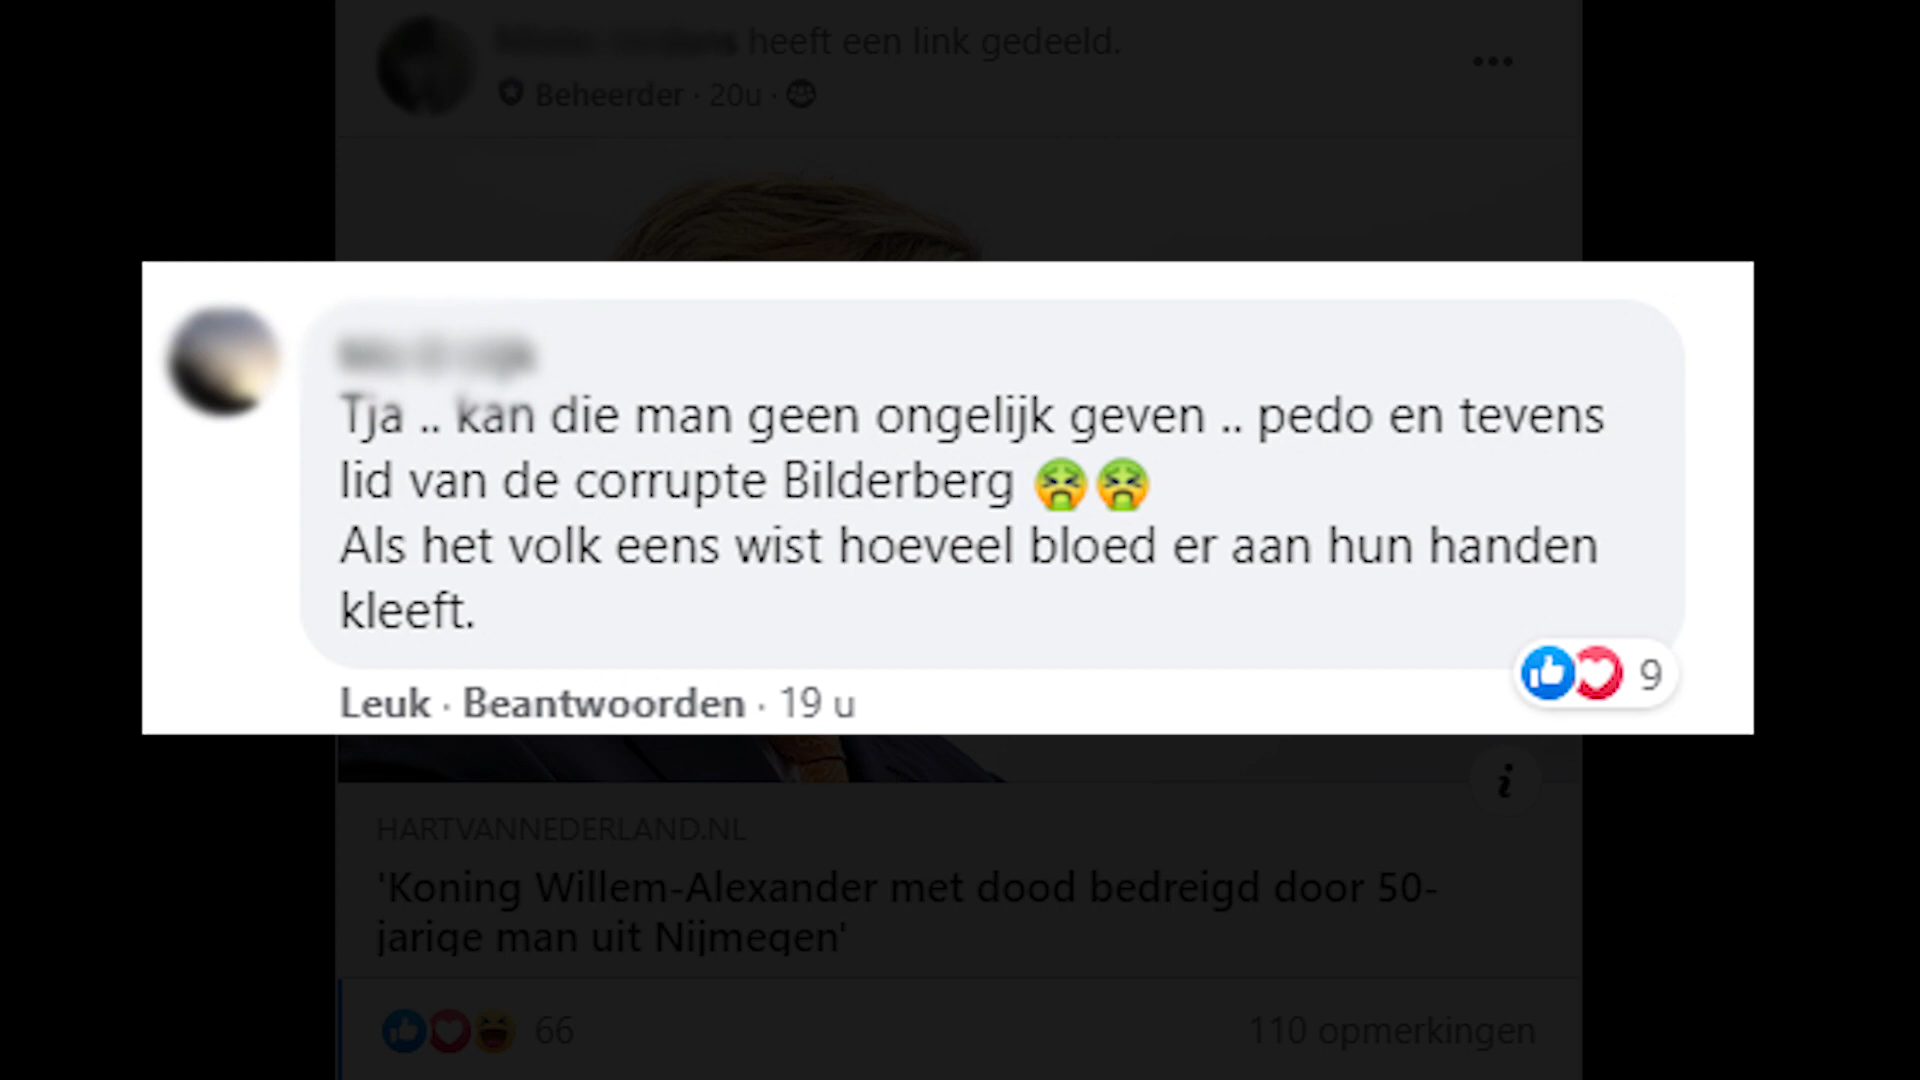 heeft een link gedeeld.
Beheerder · 20u ·
Tja .. kan die man geen ongelijk geven .. pedo en tevens
lid van de corrupte Bilderberg 🤮🤮
Als het volk eens wist hoeveel bloed er aan hun handen
kleeft.
9
Leuk · Beantwoorden · 19 u
HARTVANNEDERLAND.NL
'Koning Willem-Alexander met dood bedreigd door 50-
jarige man uit Nijmegen'
66
110 opmerkingen